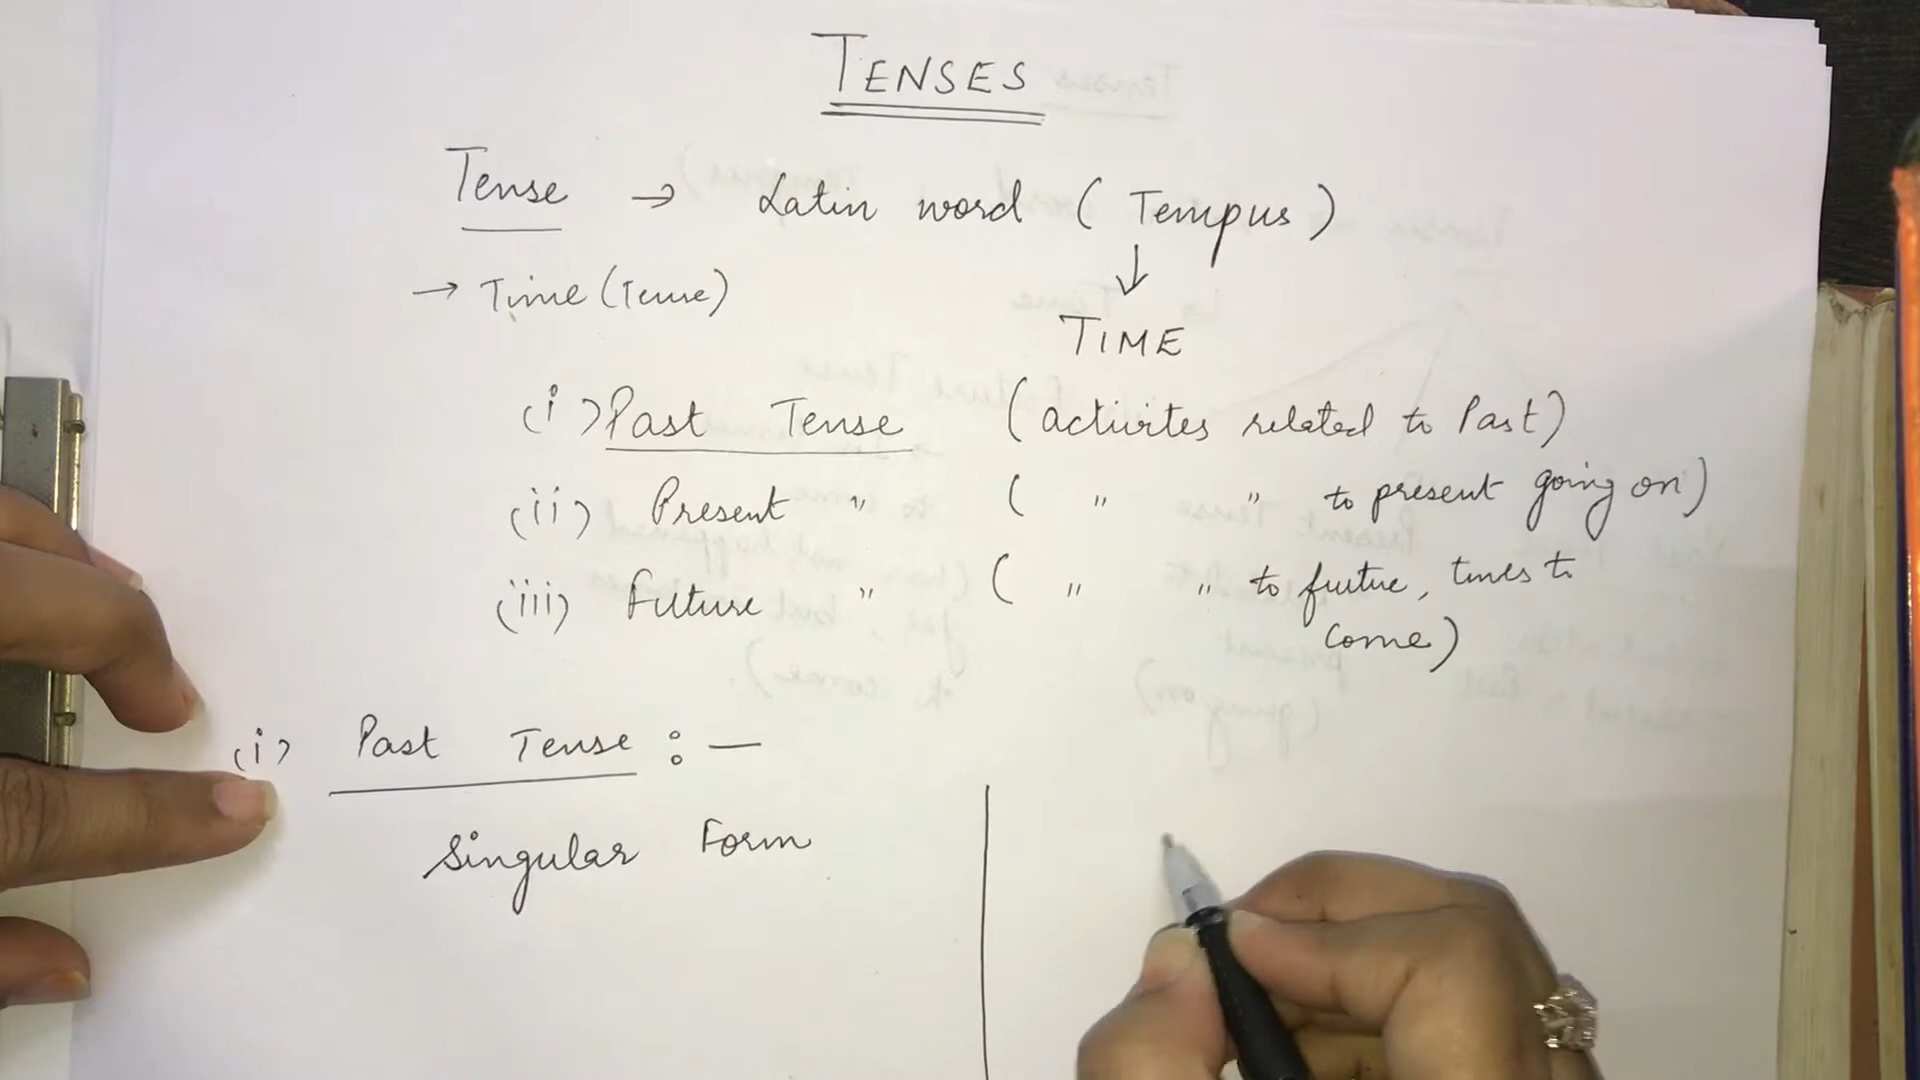 TENSES
Tense → Latin word ( Tempus )
↓
→ Time (Tense)
TIME
(i) Past Tense (activites related to Past)
(ii) Present " ( " " to present going on)
(iii) Future " ( " " to fuutue, times to
come)
(i) Past Tense : —
Singular Form